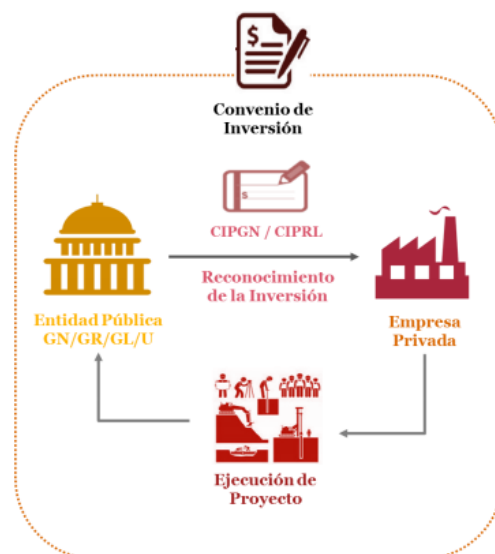 $
Convenio de
Inversión
$
CIPGN / CIPRL
Reconocimiento
de la Inversión
Entidad Pública
GN/GR/GL/U
Empresa
Privada
Ejecución de
Proyecto